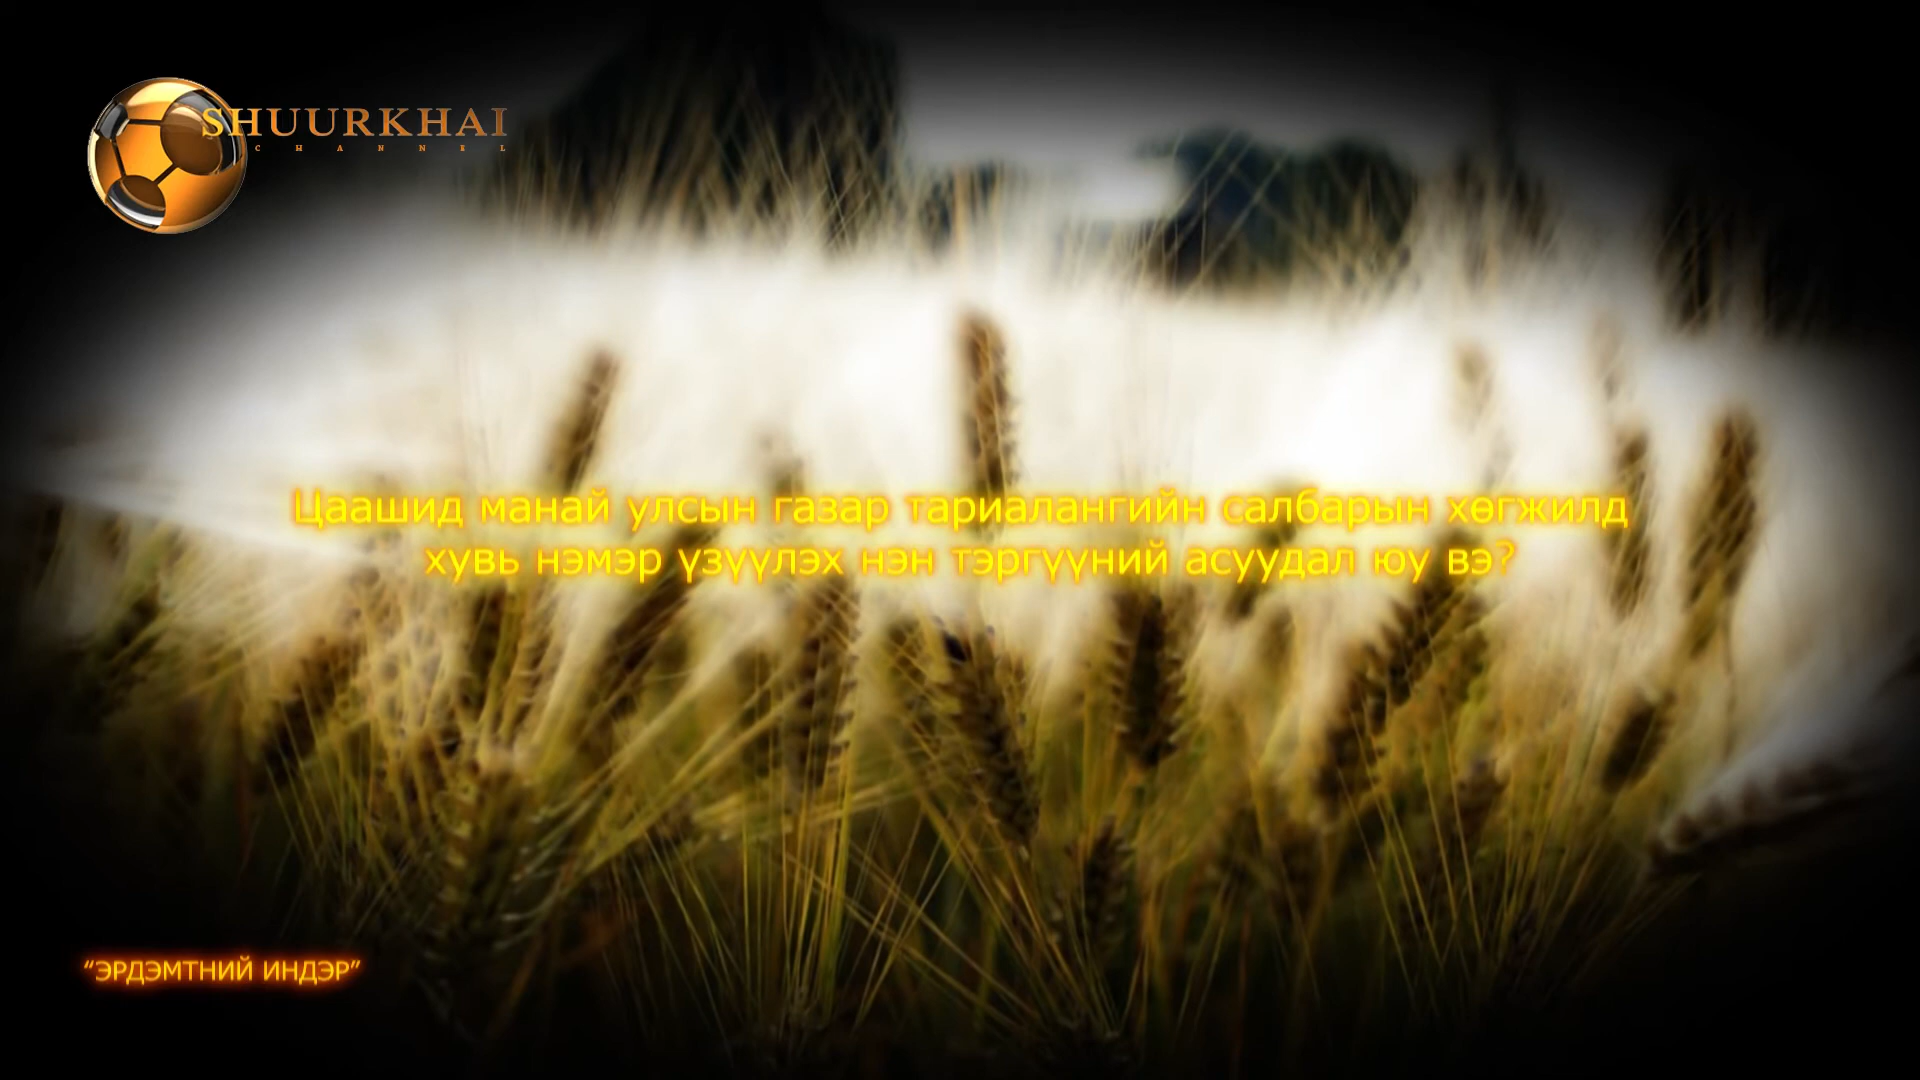 SHUURKHAI
CHANNEL
Цаашид манай улсын газар тариалангийн салбарын хөгжилд
хувь нэмэр үзүүлэх нэн тэргүүний асуудал юу вэ?
“ЭРДЭМТНИЙ ИНДЭР”